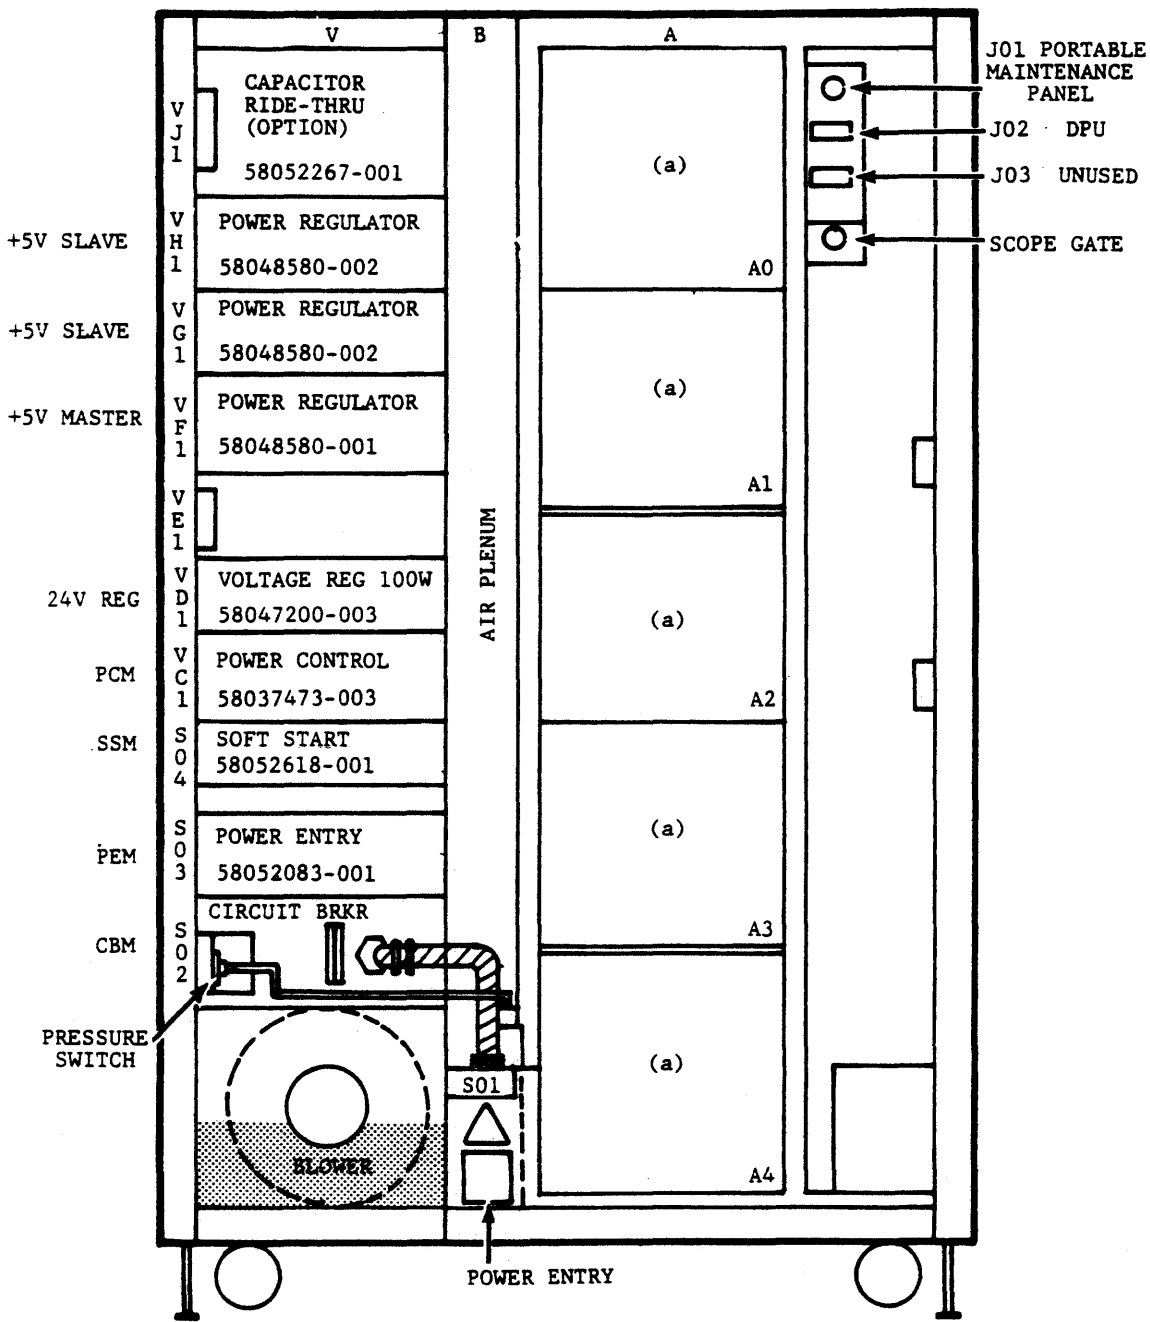 V
B
A
J01 PORTABLE
MAINTENANCE
PANEL
J02 DPU
J03 UNUSED
SCOPE GATE
VJ1
CAPACITOR
RIDE-THRU
(OPTION)
58052267-001
+5V SLAVE
VH1
POWER REGULATOR
58048580-002
+5V SLAVE
VG1
POWER REGULATOR
58048580-002
+5V MASTER
VF1
POWER REGULATOR
58048580-001
VE1
24V REG
VD1
VOLTAGE REG 100W
58047200-003
PCM
VC1
POWER CONTROL
58037473-003
SSM
S04
SOFT START
58052618-001
PEM
S03
POWER ENTRY
58052083-001
CBM
S02
CIRCUIT BRKR
PRESSURE
SWITCH
BLOWER
AIR PLENUM
S01
POWER ENTRY
(a)
A0
(a)
A1
(a)
A2
(a)
A3
(a)
A4